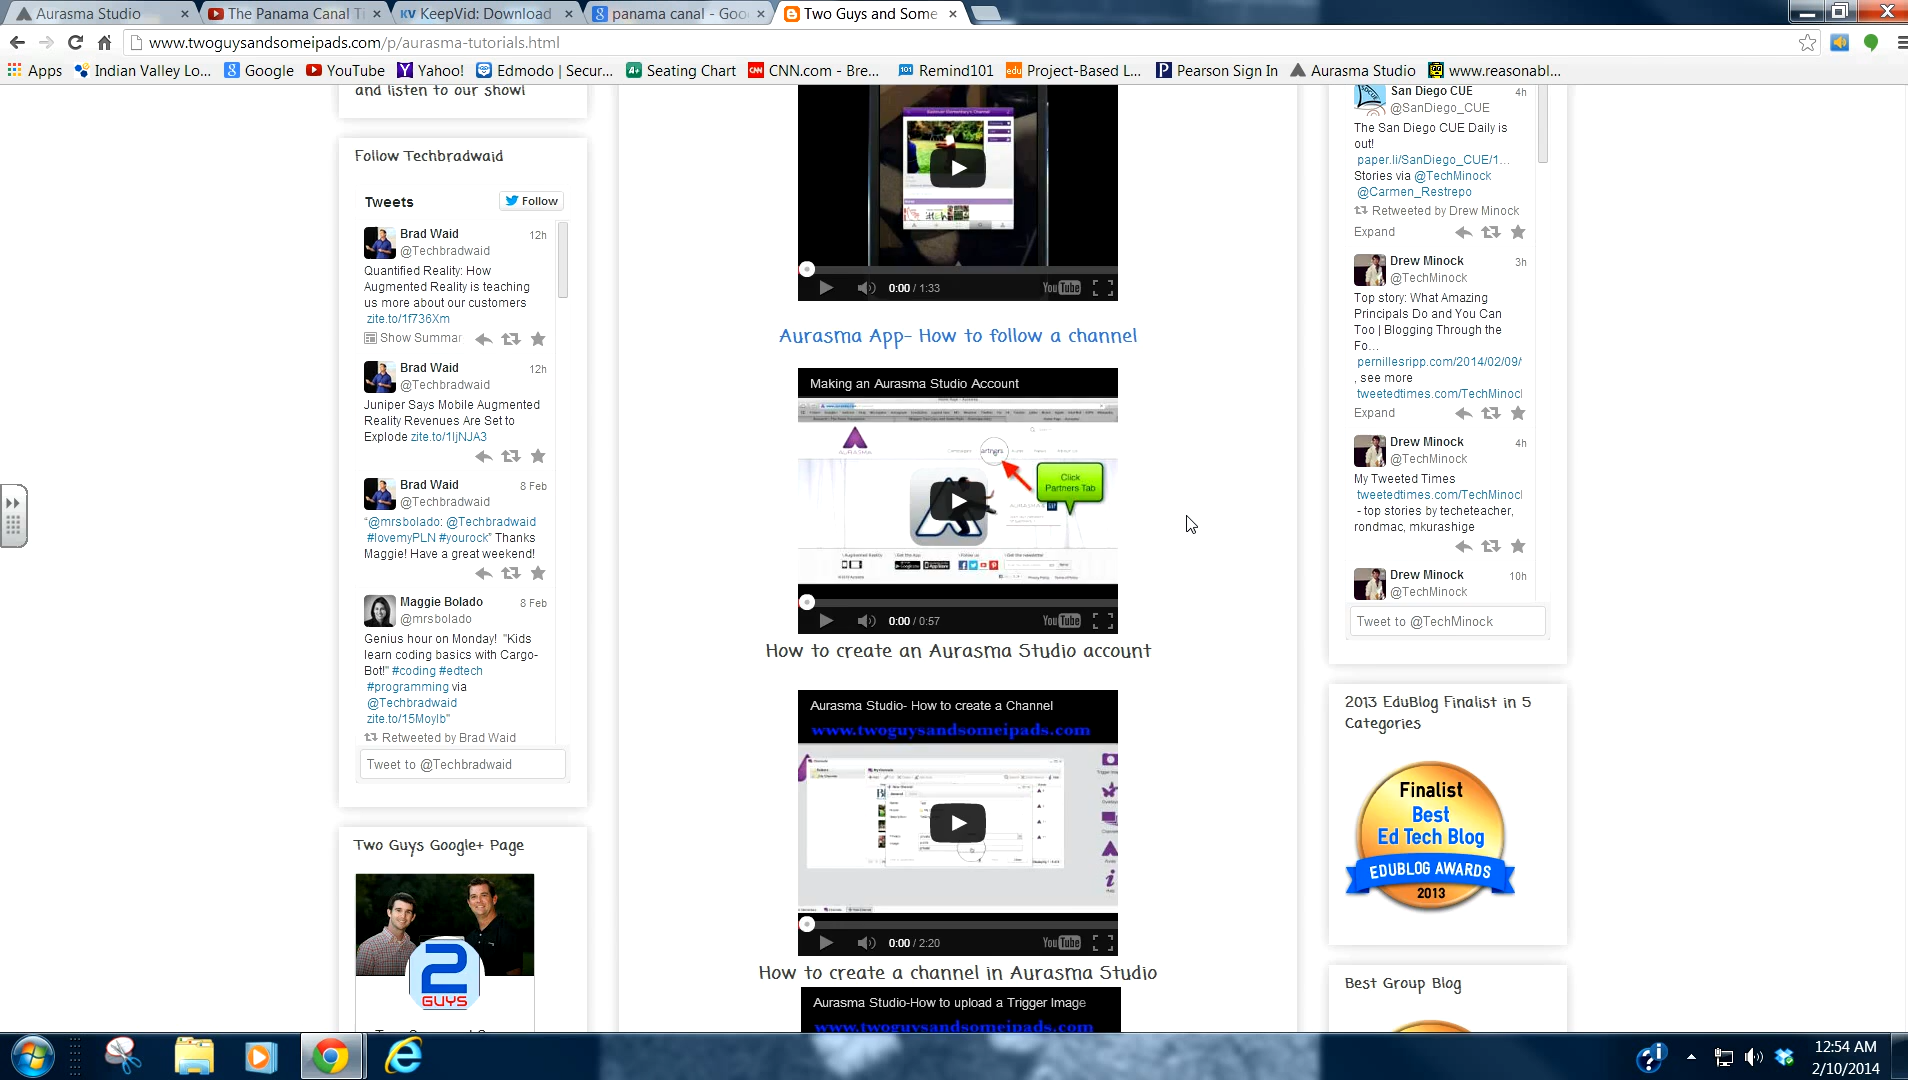 Aurasma Studio
The Panama Canal Ti
KeepVid: Download
panama canal - Goo
Two Guys and Some
www.twoguysandsomeipads.com/p/aurasma-tutorials.html
Apps
Indian Valley Lo...
Google
YouTube
Yahoo!
Edmodo | Secur...
Seating Chart
CNN.com - Bre...
Remind101
Project-Based L...
Pearson Sign In
Aurasma Studio
www.reasonabl...
and listen to our show!
Follow Techbradwaid
Tweets
Follow
Brad Waid 12h
@Techbradwaid
Quantified Reality: How
Augmented Reality is teaching
us more about our customers
zite.to/1f736Xm
Show Summar
Brad Waid 12h
@Techbradwaid
Juniper Says Mobile Augmented
Reality Revenues Are Set to
Explode zite.to/1ljNJA3
Brad Waid 8 Feb
@Techbradwaid
"@mrsbolado: @Techbradwaid
#lovemyPLN #yourock" Thanks
Maggie! Have a great weekend!
Maggie Bolado 8 Feb
@mrsbolado
Genius hour on Monday! "Kids
learn coding basics with Cargo-
Bot!" #coding #edtech
#programming via
@Techbradwaid
zite.to/15Moylb"
Retweeted by Brad Waid
Tweet to @Techbradwaid
Two Guys Google+ Page
2
GUYS
0:00 / 1:33
YouTube
Aurasma App- How to follow a channel
Making an Aurasma Studio Account
AURASMA
Click
Partners Tab
0:00 / 0:57
YouTube
How to create an Aurasma Studio account
Aurasma Studio- How to create a Channel
www.twoguysandsomeipads.com
0:00 / 2:20
YouTube
How to create a channel in Aurasma Studio
Aurasma Studio-How to upload a Trigger Image
www.twoguysandsomeipads.com
San Diego CUE 4h
@SanDiego_CUE
The San Diego CUE Daily is
out!
paper.li/SanDiego_CUE/1...
Stories via @TechMinock
@Carmen_Restrepo
Retweeted by Drew Minock
Expand
Drew Minock 3h
@TechMinock
Top story: What Amazing
Principals Do and You Can
Too | Blogging Through the
Fo...
pernillesripp.com/2014/02/09/
, see more
tweetedtimes.com/TechMinocl
Expand
Drew Minock 4h
@TechMinock
My Tweeted Times
tweetedtimes.com/TechMinocl
- top stories by techeteacher,
rondmac, mkurashige
Drew Minock 10h
@TechMinock
Tweet to @TechMinock
2013 EduBlog Finalist in 5
Categories
Finalist
Best
Ed Tech Blog
EDUBLOG AWARDS
2013
Best Group Blog
12:54 AM
2/10/2014